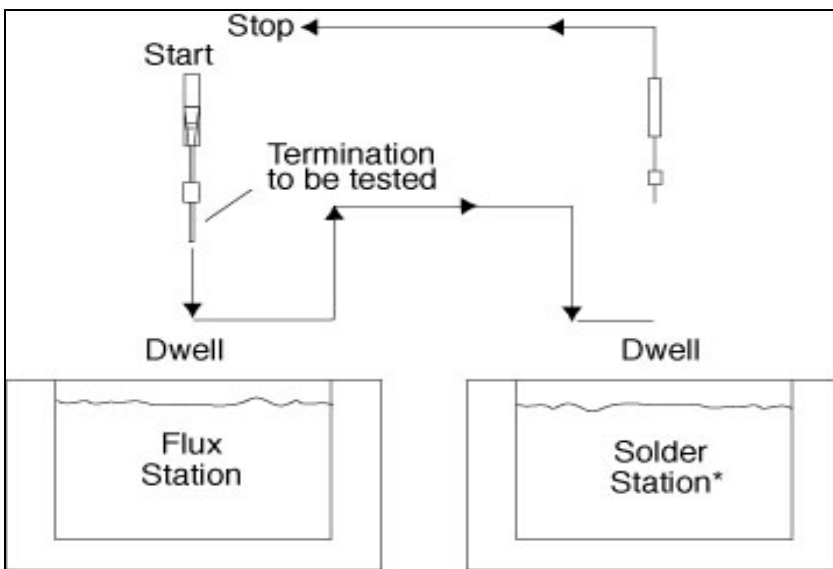 Stop
Start
Termination
to be tested
Dwell
Dwell
Flux
Station
Solder
Station*